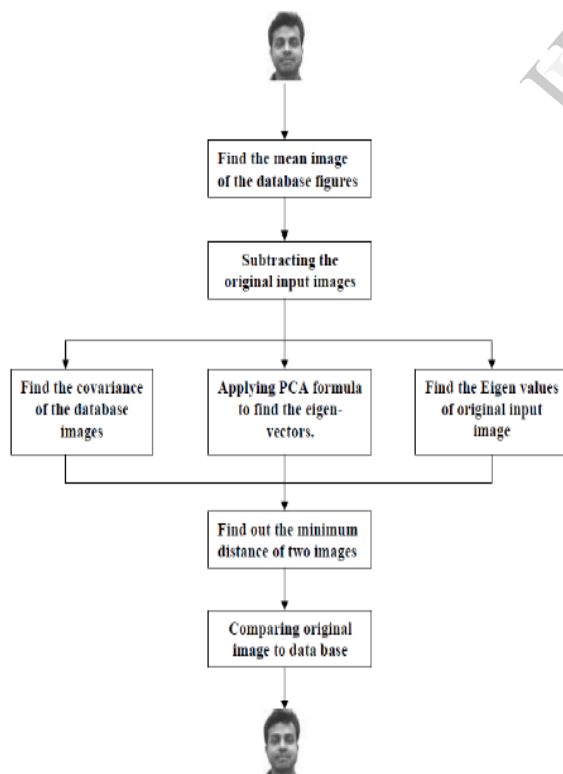 Find the mean image
of the database figures
Subtracting the
original input images
Find the covariance
of the database
images
Applying PCA formula
to find the eigen-
vectors.
Find the Eigen values
of original input
image
Find out the minimum
distance of two images
Comparing original
image to data base